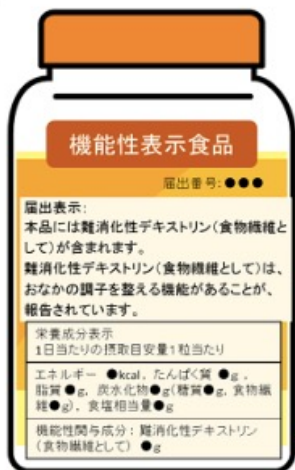 機能性表示食品
届出番号:●●●
届出表示:
本品には難消化性デキストリン(食物繊維と
して)が含まれます。
難消化性デキストリン(食物繊維として)は、
おなかの調子を整える機能があることが、
報告されています。
栄養成分表示
1日当たりの摂取目安量1粒当たり
エネルギー ●kcal、たんぱく質 ●g、
脂質●g、炭水化物●g(糖質●g、食物繊
維●g)、食塩相当量●g
機能性関与成分:難消化性デキストリン
(食物繊維として) ●g